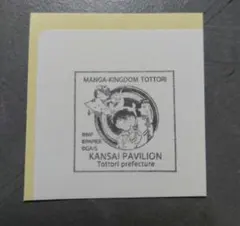 MANGA-KINGDOM TOTTORI
KANSAI PAVILION
Tottori prefecture